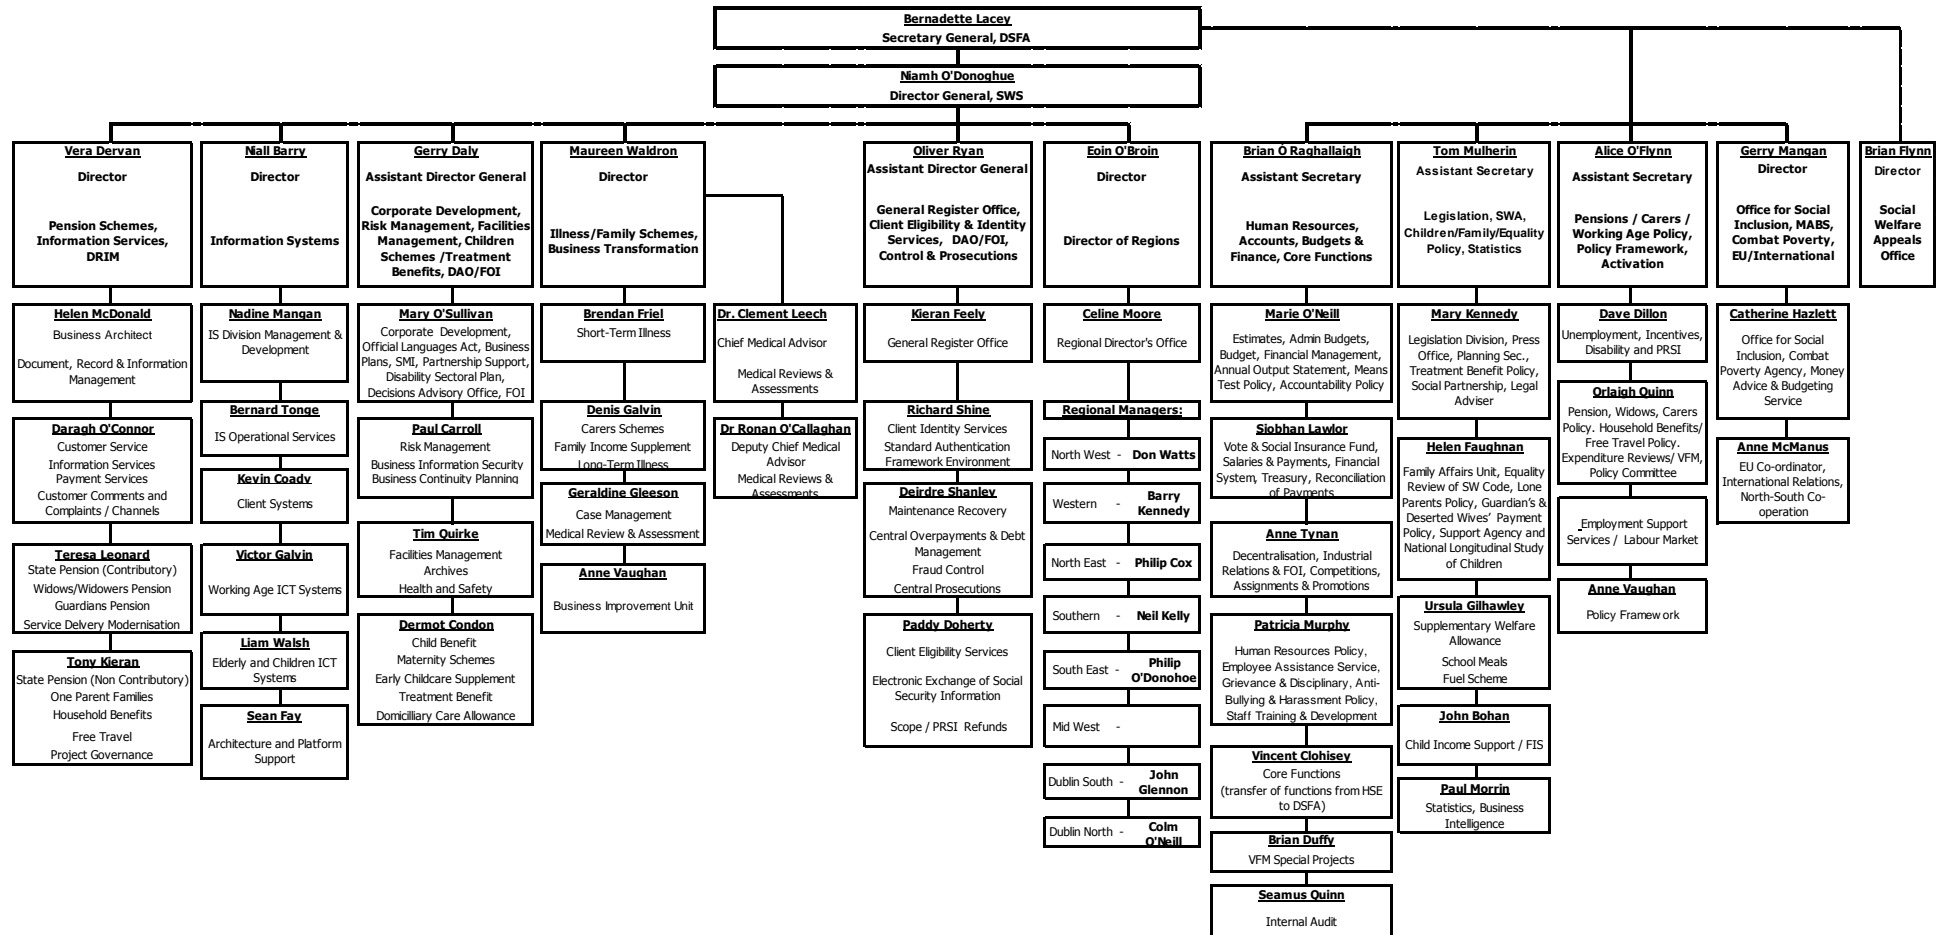 Bernadette Lacey
Secretary General, DSFA
Niamh O'Donoghue
Director General, SWS
Vera Dervan
Director
Pension Schemes,
Information Services,
DRIM
Helen McDonald
Business Architect
Document, Record & Information
Management
Daragh O'Connor
Customer Service
Information Services
Payment Services
Customer Comments and
Complaints / Channels
Teresa Leonard
State Pension (Contributory)
Widows/Widowers Pension
Guardians Pension
Service Delvery Modernisation
Tony Kieran
State Pension (Non Contributory)
One Parent Families
Household Benefits
Free Travel
Project Governance
Niall Barry
Director
Information Systems
Nadine Mangan
IS Division Management &
Development
Bernard Tonge
IS Operational Services
Kevin Coady
Client Systems
Victor Galvin
Working Age ICT Systems
Liam Walsh
Elderly and Children ICT
Systems
Sean Fay
Architecture and Platform
Support
Gerry Daly
Assistant Director General
Corporate Development,
Risk Management, Facilities
Management, Children
Schemes /Treatment
Benefits, DAO/FOI
Mary O'Sullivan
Corporate Development,
Official Languages Act, Business
Plans, SMI, Partnership Support,
Disability Sectoral Plan,
Decisions Advisory Office, FOI
Paul Carroll
Risk Management
Business Information Security
Business Continuity Planning
Tim Quirke
Facilities Management
Archives
Health and Safety
Dermot Condon
Child Benefit
Maternity Schemes
Early Childcare Supplement
Treatment Benefit
Domicilliary Care Allowance
Maureen Waldron
Director
Illness/Family Schemes,
Business Transformation
Brendan Friel
Short-Term Illness
Denis Galvin
Carers Schemes
Family Income Supplement
Long-Term Illness
Geraldine Gleeson
Case Management
Medical Review & Assessment
Anne Vaughan
Business Improvement Unit
Dr. Clement Leech
Chief Medical Advisor
Medical Reviews &
Assessments
Dr Ronan O'Callaghan
Deputy Chief Medical
Advisor
Medical Reviews &
Assessments
Oliver Ryan
Assistant Director General
General Register Office,
Client Eligibility & Identity
Services, DAO/FOI,
Control & Prosecutions
Kieran Feely
General Register Office
Richard Shine
Client Identity Services
Standard Authentication
Framework Environment
Deirdre Shanley
Maintenance Recovery
Central Overpayments & Debt
Management
Fraud Control
Central Prosecutions
Paddy Doherty
Client Eligibility Services
Electronic Exchange of Social
Security Information
Scope / PRSI Refunds
Eoin O'Broin
Director
Director of Regions
Celine Moore
Regional Director's Office
Regional Managers:
North West - Don Watts
Western - Barry
Kennedy
North East - Philip Cox
Southern - Neil Kelly
South East - Philip
O'Donohoe
Mid West -
Dublin South - John
Glennon
Dublin North - Colm
O'Neill
Brian Ó Raghallaigh
Assistant Secretary
Human Resources,
Accounts, Budgets &
Finance, Core Functions
Marie O'Neill
Estimates, Admin Budgets,
Budget, Financial Management,
Annual Output Statement, Means
Test Policy, Accountability Policy
Siobhan Lawlor
Vote & Social Insurance Fund,
Salaries & Payments, Financial
System, Treasury, Reconciliation
of Payments
Anne Tynan
Decentralisation, Industrial
Relations & FOI, Competitions,
Assignments & Promotions
Patricia Murphy
Human Resources Policy,
Employee Assistance Service,
Grievance & Disciplinary, Anti-
Bullying & Harassment Policy,
Staff Training & Development
Vincent Clohisey
Core Functions
(transfer of functions from HSE
to DSFA)
Brian Duffy
VFM Special Projects
Seamus Quinn
Internal Audit
Tom Mulherin
Assistant Secretary
Legislation, SWA,
Children/Family/Equality
Policy, Statistics
Mary Kennedy
Legislation Division, Press
Office, Planning Sec.,
Treatment Benefit Policy,
Social Partnership, Legal
Adviser
Helen Faughnan
Family Affairs Unit, Equality
Review of SW Code, Lone
Parents Policy, Guardian's &
Deserted Wives' Payment
Policy, Support Agency and
National Longitudinal Study
of Children
Ursula Gilhawley
Supplementary Welfare
Allowance
School Meals
Fuel Scheme
John Bohan
Child Income Support / FIS
Paul Morrin
Statistics, Business
Intelligence
Alice O'Flynn
Assistant Secretary
Pensions / Carers /
Working Age Policy,
Policy Framework,
Activation
Dave Dillon
Unemployment, Incentives,
Disability and PRSI
Orlaigh Quinn
Pension, Widows, Carers
Policy. Household Benefits/
Free Travel Policy.
Expenditure Reviews/ VFM,
Policy Committee
Employment Support
Services / Labour Market
Anne Vaughan
Policy Framework
Gerry Mangan
Director
Office for Social
Inclusion, MABS,
Combat Poverty,
EU/International
Catherine Hazlett
Office for Social
Inclusion, Combat
Poverty Agency, Money
Advice & Budgeting
Service
Anne McManus
EU Co-ordinator,
International Relations,
North-South Co-
operation
Brian Flynn
Director
Social
Welfare
Appeals
Office